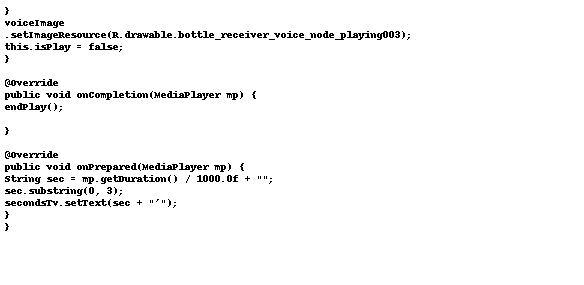 }
voiceImage
.setImageResource(R.drawable.bottle_receiver_voice_node_playing003);
this.isPlay = false;
}
@Override
public void onCompletion(MediaPlayer mp) {
endPlay();
}
@Override
public void onPrepared(MediaPlayer mp) {
String sec = mp.getDuration() / 1000.0f + "";
sec.substring(0, 3);
secondsTv.setText(sec + "′");
}
}